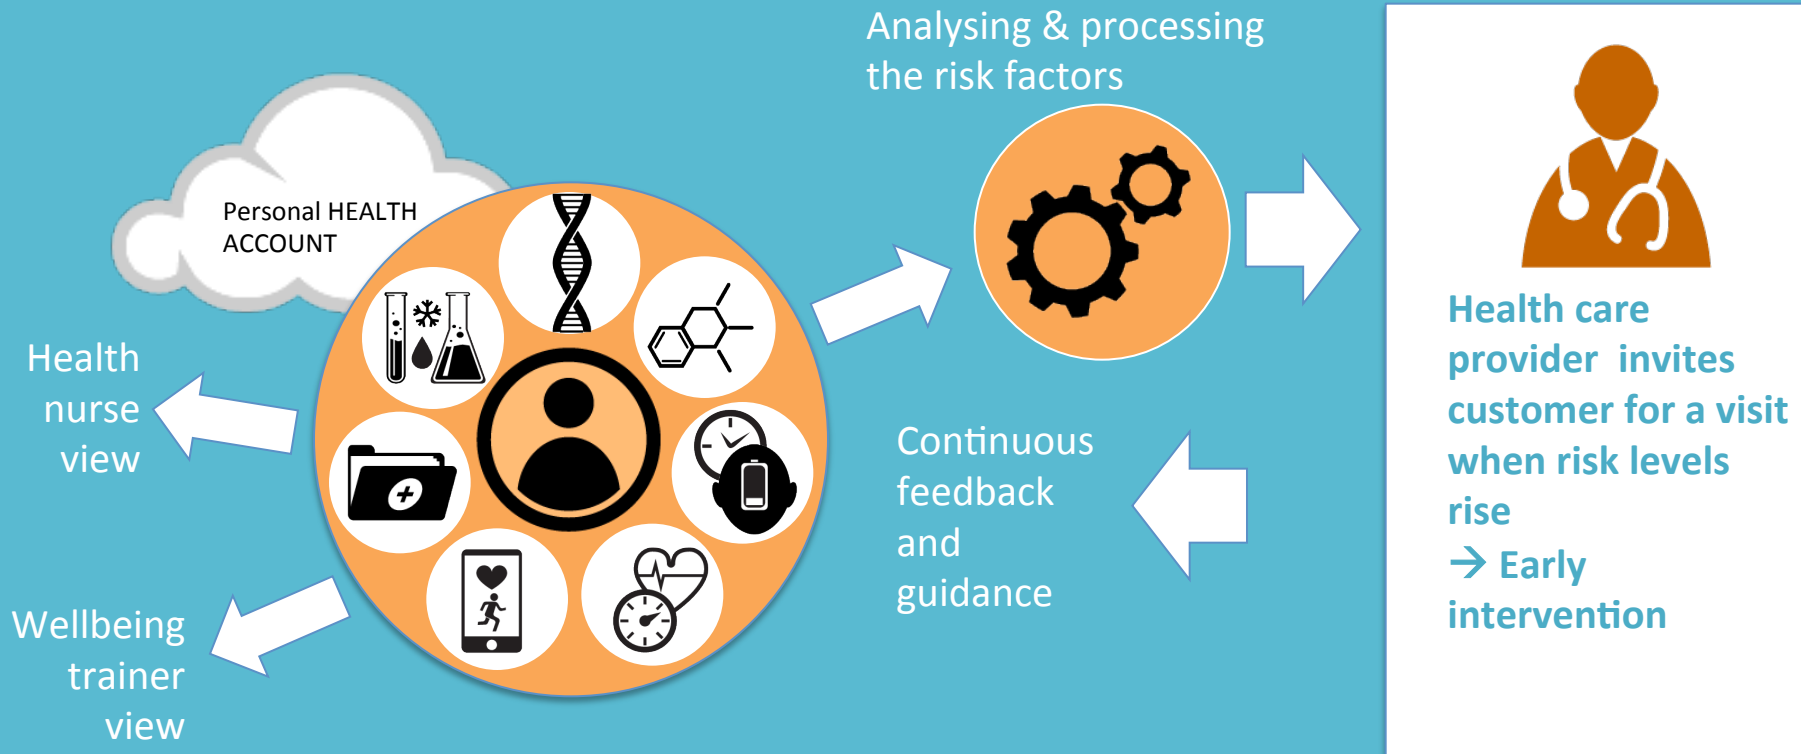 Analysing & processing
the risk factors
Personal HEALTH
ACCOUNT
Health
nurse
view
Wellbeing
trainer
view
Continuous
feedback
and
guidance
Health care
provider  invites
customer for a visit
when risk levels
rise
→ Early
intervention